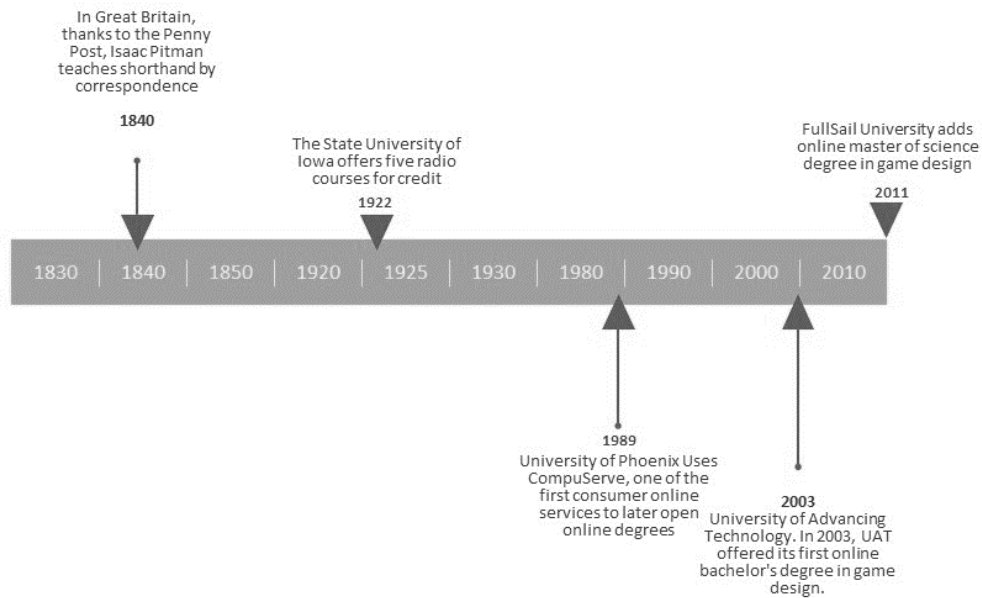 In Great Britain,
thanks to the Penny
Post, Isaac Pitman
teaches shorthand by
correspondence
1840
The State University of
Iowa offers five radio
courses for credit
1922
FullSail University adds
online master of science
degree in game design
2011
1830 1840 1850 1920 1925 1930 1980 1990 2000 2010
1989
University of Phoenix Uses
CompuServe, one of the
first consumer online
services to later open
online degrees
2003
University of Advancing
Technology. In 2003, UAT
offered its first online
bachelor's degree in game
design.